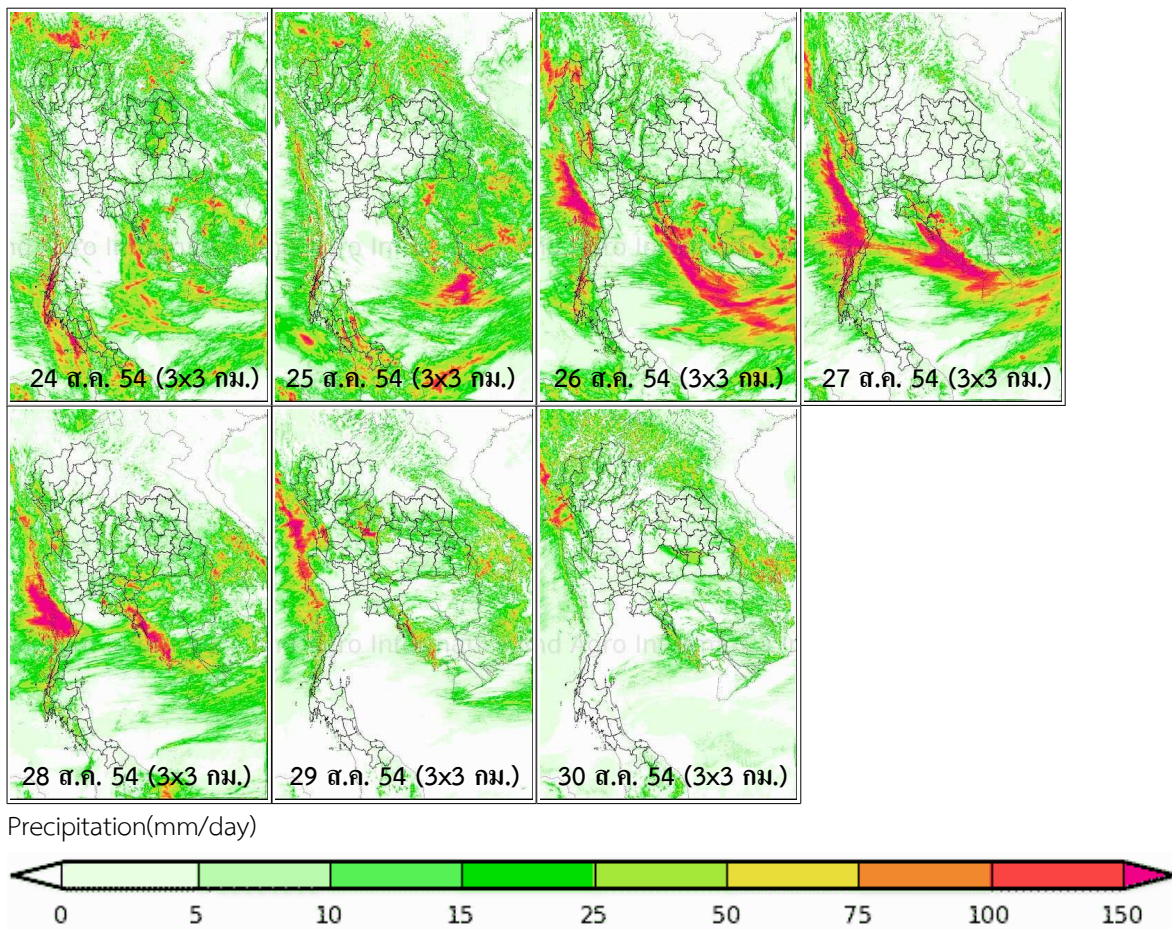 24 ส.ค. 54 (3x3 กม.)
25 ส.ค. 54 (3x3 กม.)
26 ส.ค. 54 (3x3 กม.)
27 ส.ค. 54 (3x3 กม.)
28 ส.ค. 54 (3x3 กม.)
29 ส.ค. 54 (3x3 กม.)
30 ส.ค. 54 (3x3 กม.)
Precipitation(mm/day)
0 5 10 15 25 50 75 100 150